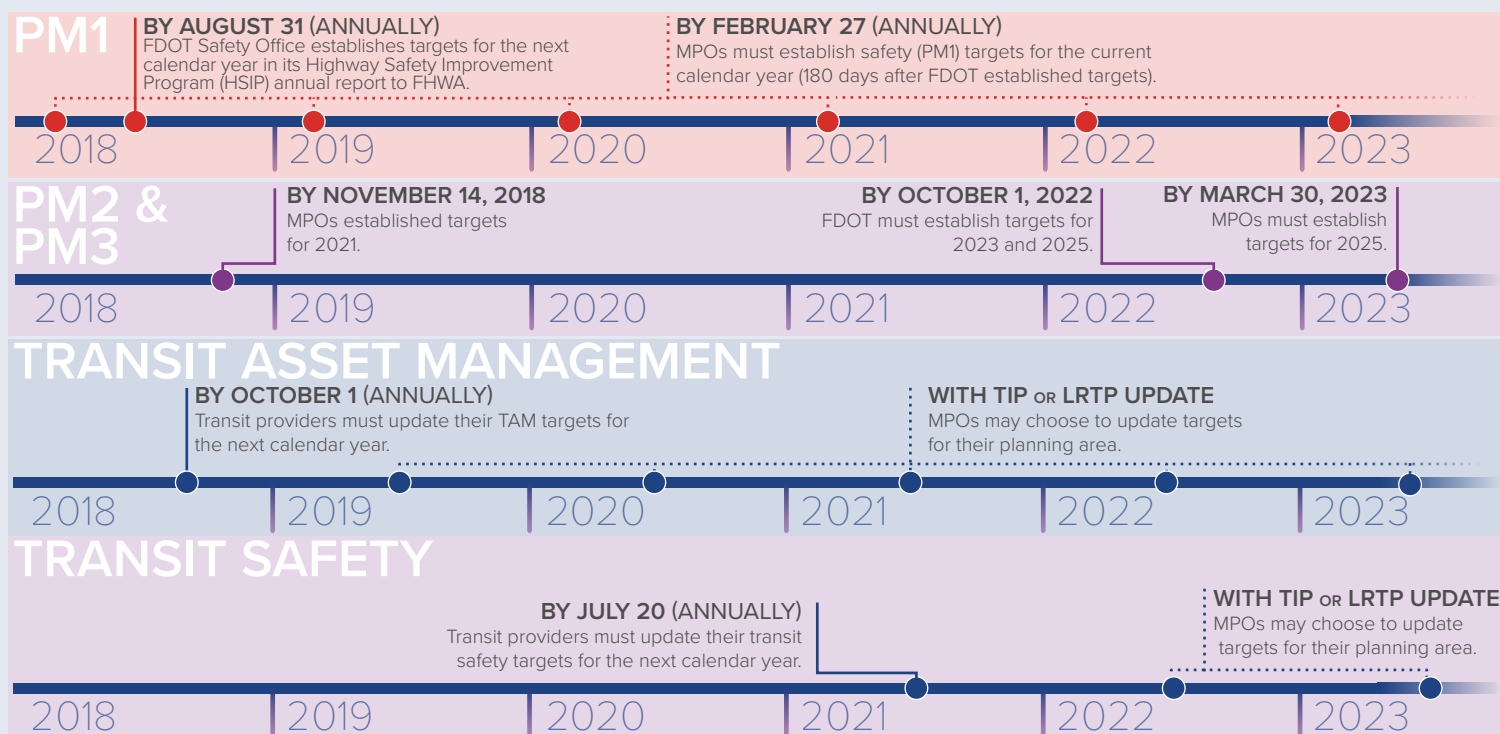 PM1
BY AUGUST 31 (ANNUALLY)
FDOT Safety Office establishes targets for the next
calendar year in its Highway Safety Improvement
Program (HSIP) annual report to FHWA.
BY FEBRUARY 27 (ANNUALLY)
MPOs must establish safety (PM1) targets for the current
calendar year (180 days after FDOT established targets).
2018
2019
2020
2021
2022
2023
PM2 &
PM3
BY NOVEMBER 14, 2018
MPOs established targets
for 2021.
BY OCTOBER 1, 2022
FDOT must establish targets for
2023 and 2025.
BY MARCH 30, 2023
MPOs must establish
targets for 2025.
2018
2019
2020
2021
2022
2023
TRANSIT ASSET MANAGEMENT
BY OCTOBER 1 (ANNUALLY)
Transit providers must update their TAM targets for
the next calendar year.
WITH TIP OR LRTP UPDATE
MPOs may choose to update targets
for their planning area.
2018
2019
2020
2021
2022
2023
TRANSIT SAFETY
BY JULY 20 (ANNUALLY)
Transit providers must update their transit
safety targets for the next calendar year.
WITH TIP OR LRTP UPDATE
MPOs may choose to update
targets for their planning area.
2018
2019
2020
2021
2022
2023